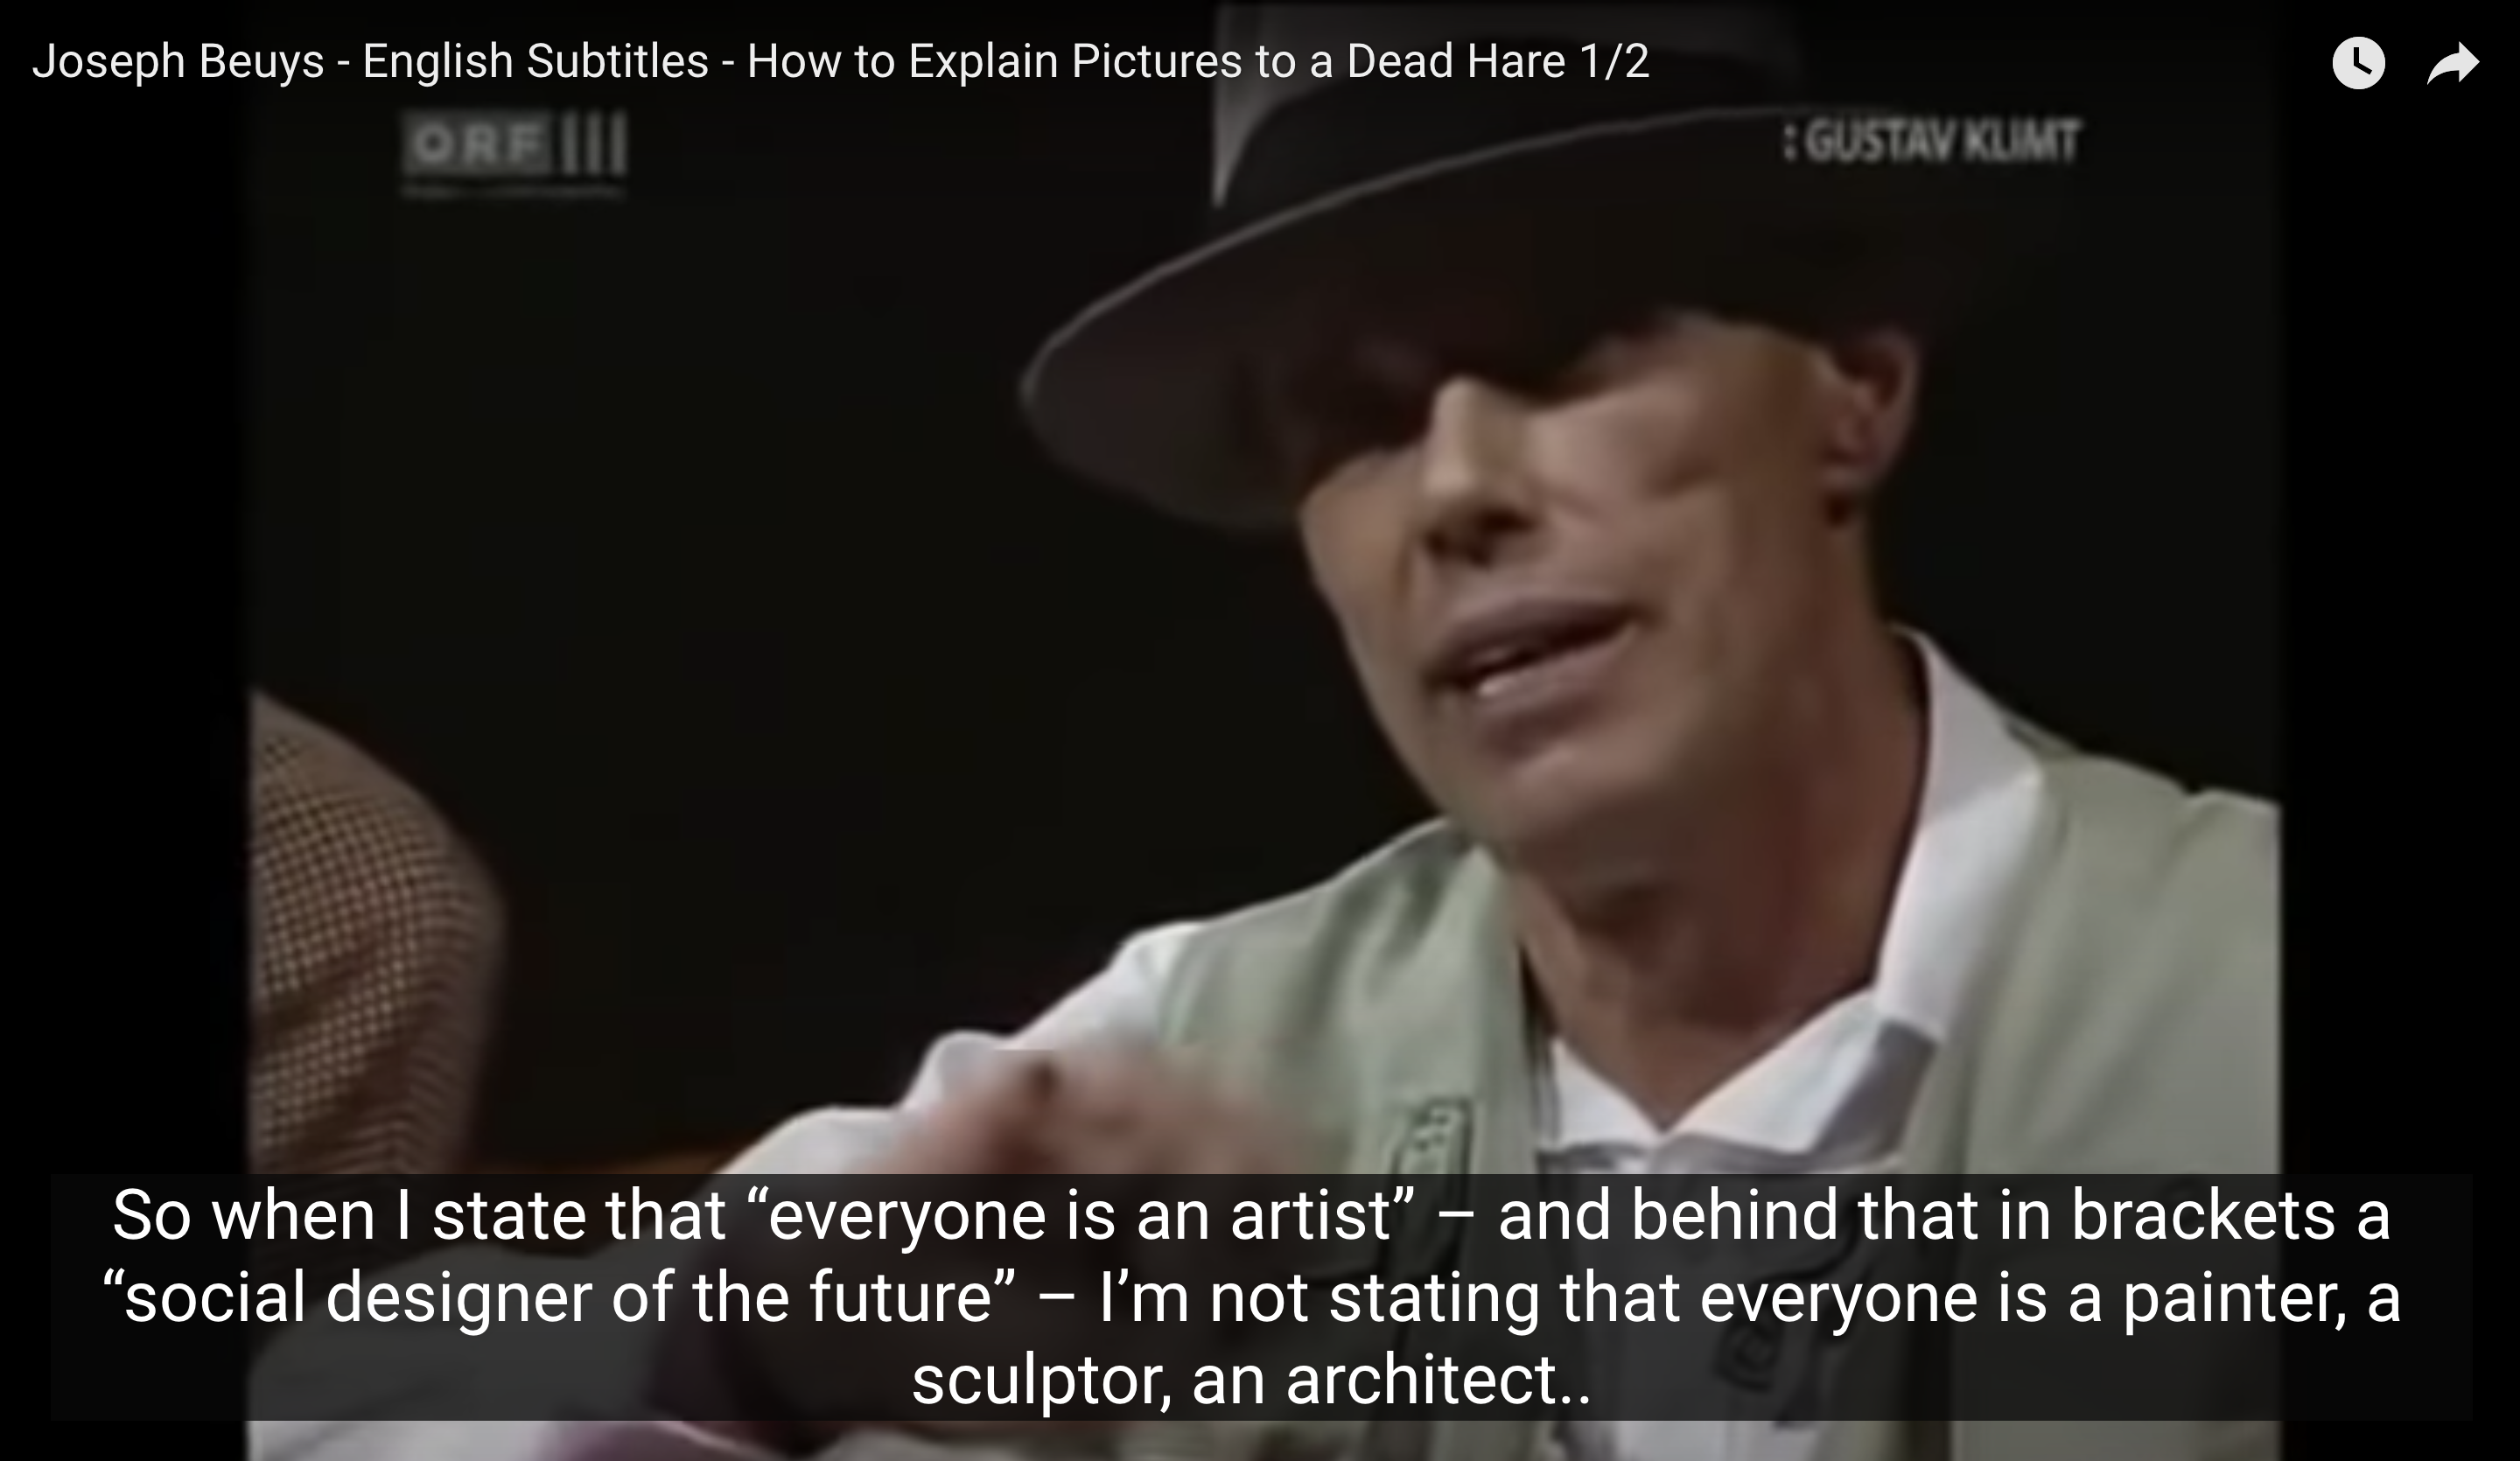 Joseph Beuys - English Subtitles - How to Explain Pictures to a Dead Hare 1/2
ORF III
: GUSTAV KLIMT
So when I state that “everyone is an artist” – and behind that in brackets a
“social designer of the future” – I’m not stating that everyone is a painter, a
sculptor, an architect..